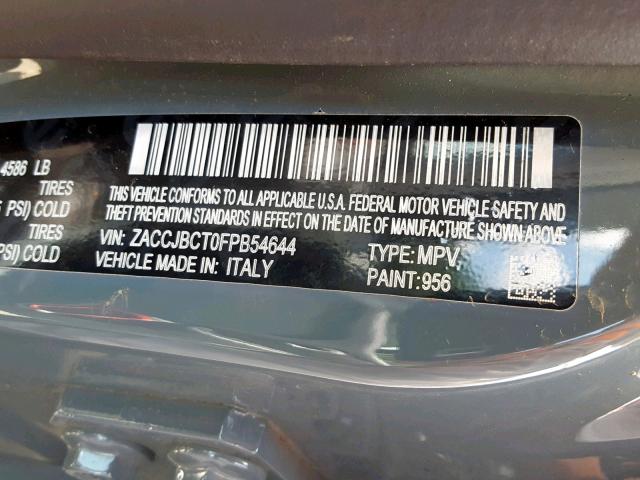 4586 LB
TIRES
PSI) COLD
TIRES
PSI) COLD
THIS VEHICLE CONFORMS TO ALL APPLICABLE U.S.A. FEDERAL MOTOR VEHICLE SAFETY AND
THEFT PREVENTION STANDARDS IN EFFECT ON THE DATE OF MANUFACTURE SHOWN ABOVE
VIN: ZACCJBCT0FPB54644 TYPE: MPV
VEHICLE MADE IN: ITALY PAINT: 956